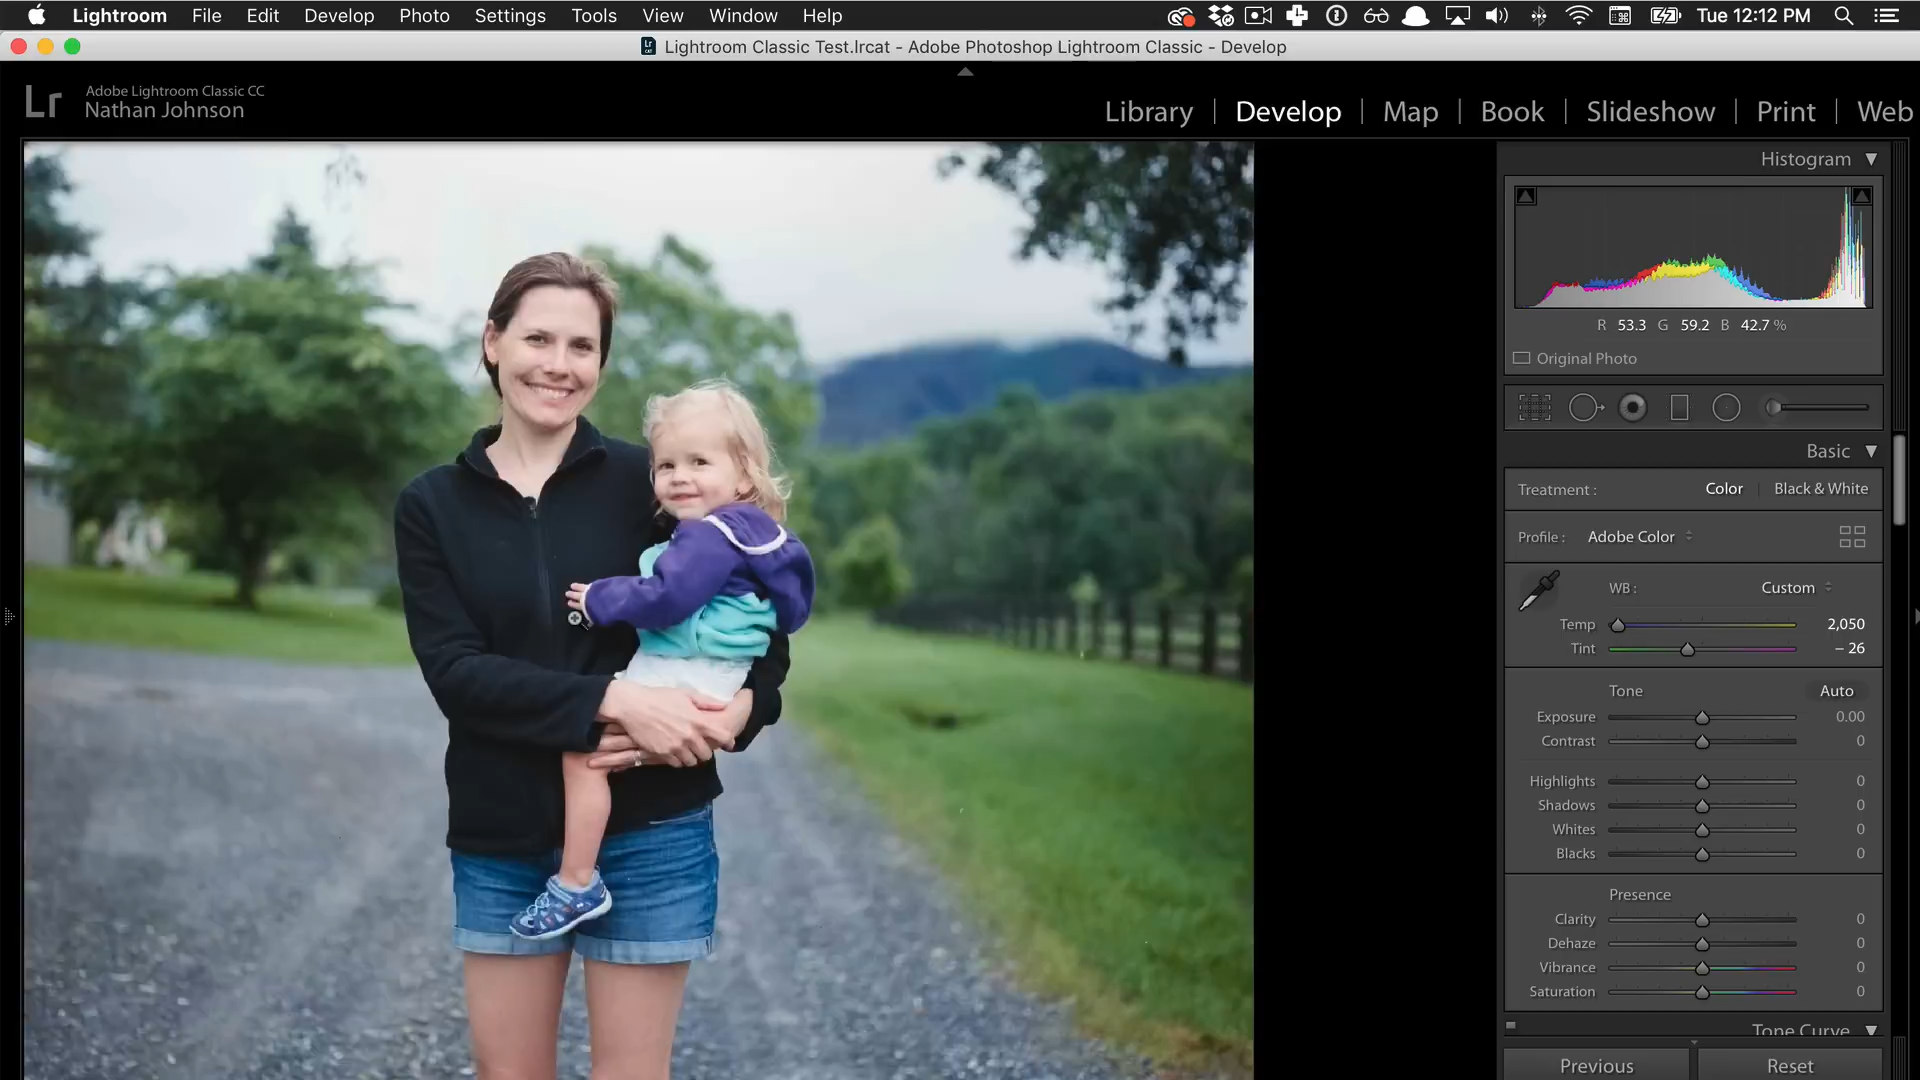 Lightroom File Edit Develop Photo Settings Tools View Window Help Tue 12:12 PM
Lightroom Classic Test.lrcat - Adobe Photoshop Lightroom Classic - Develop
Lr
Adobe Lightroom Classic CC
Nathan Johnson
Library | Develop | Map | Book | Slideshow | Print | Web
Histogram
R 53.3 G 59.2 B 42.7 %
Original Photo
Basic
Treatment : Color Black & White
Profile : Adobe Color
WB : Custom
Temp 2,050
Tint – 26
Tone Auto
Exposure 0.00
Contrast 0
Highlights 0
Shadows 0
Whites 0
Blacks 0
Presence
Clarity 0
Dehaze 0
Vibrance 0
Saturation 0
Tone Curve
Previous Reset